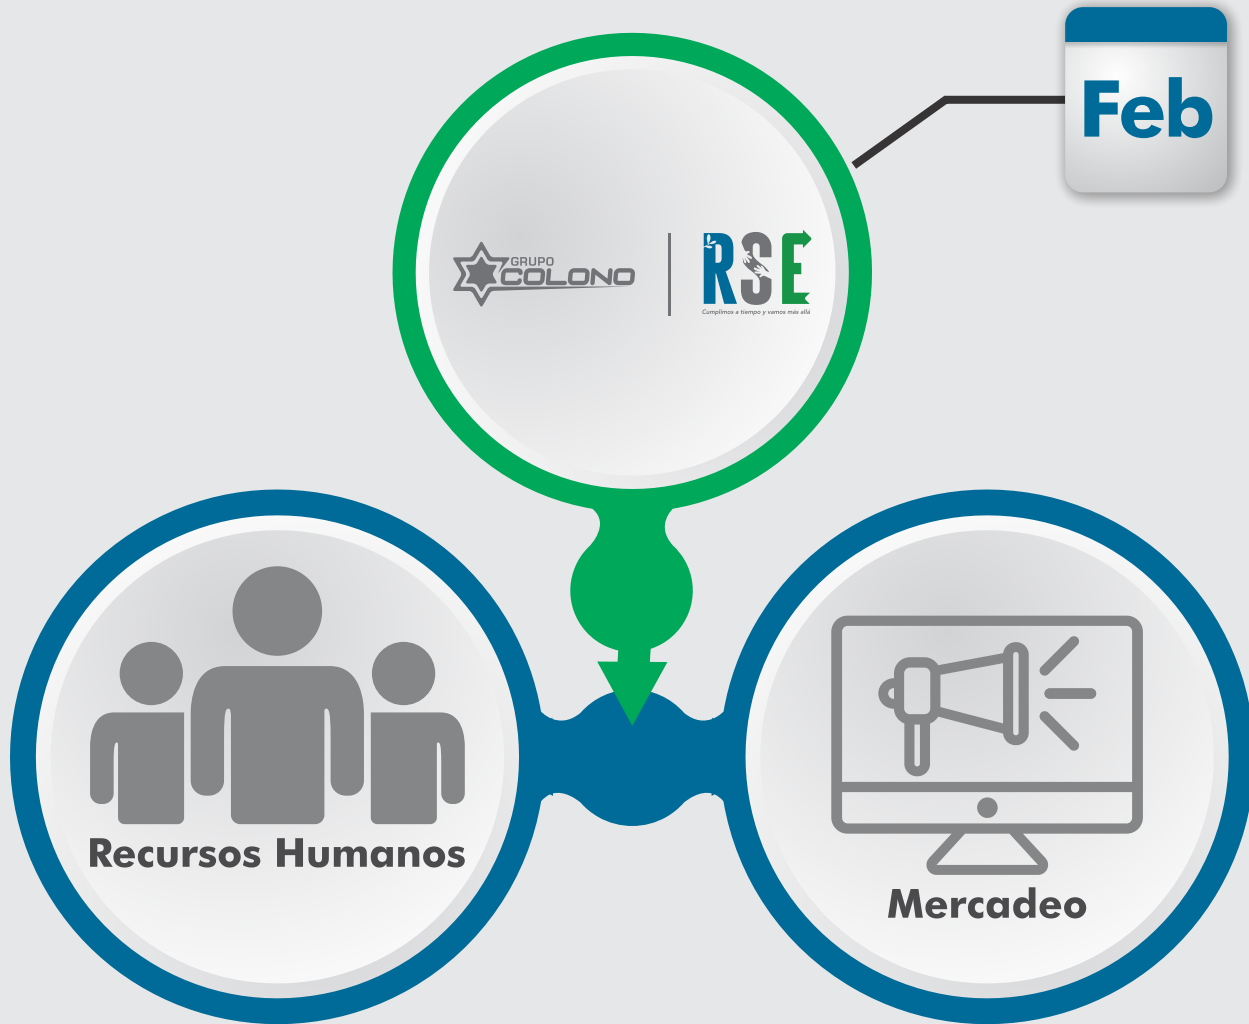 Feb
GRUPO
COLONO
RSE
Cumplimos a tiempo y vamos más allá
Recursos Humanos
Mercadeo